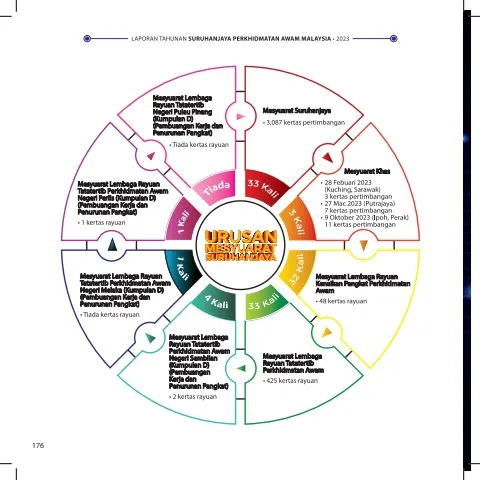 LAPORAN TAHUNAN SURUHANJAYA PERKHIDMATAN AWAM MALAYSIA • 2023
Mesyuarat Suruhanjaya
• 3,087 kertas pertimbangan
33 Kali
Mesyuarat Khas
• 28 Febuari 2023
(Kuching, Sarawak)
3 kertas pertimbangan
• 27 Mac 2023 (Putrajaya)
7 kertas pertimbangan
• 9 Oktober 2023 (Ipoh, Perak)
11 kertas pertimbangan
3 Kali
Mesyuarat Lembaga Rayuan
Kenaikan Pangkat Perkhidmatan
Awam
• 48 kertas rayuan
32 Kali
Mesyuarat Lembaga
Rayuan Tatatertib
Perkhidmatan Awam
• 425 kertas rayuan
33 Kali
Mesyuarat Lembaga
Rayuan Tatatertib
Perkhidmatan Awam
Negeri Sembilan
(Kumpulan D)
(Pembuangan
Kerja dan
Penurunan Pangkat)
• 2 kertas rayuan
4 Kali
Mesyuarat Lembaga Rayuan
Tatatertib Perkhidmatan Awam
Negeri Melaka (Kumpulan D)
(Pembuangan Kerja dan
Penurunan Pangkat)
• Tiada kertas rayuan
1 Kali
Mesyuarat Lembaga Rayuan
Tatatertib Perkhidmatan Awam
Negeri Perlis (Kumpulan D)
(Pembuangan Kerja dan
Penurunan Pangkat)
• 1 kertas rayuan
1 Kali
Mesyuarat Lembaga
Rayuan Tatatertib
Negeri Pulau Pinang
(Kumpulan D)
(Pembuangan Kerja dan
Penurunan Pangkat)
• Tiada kertas rayuan
Tiada
URUSAN
MESYUARAT
SURUHANJAYA
176